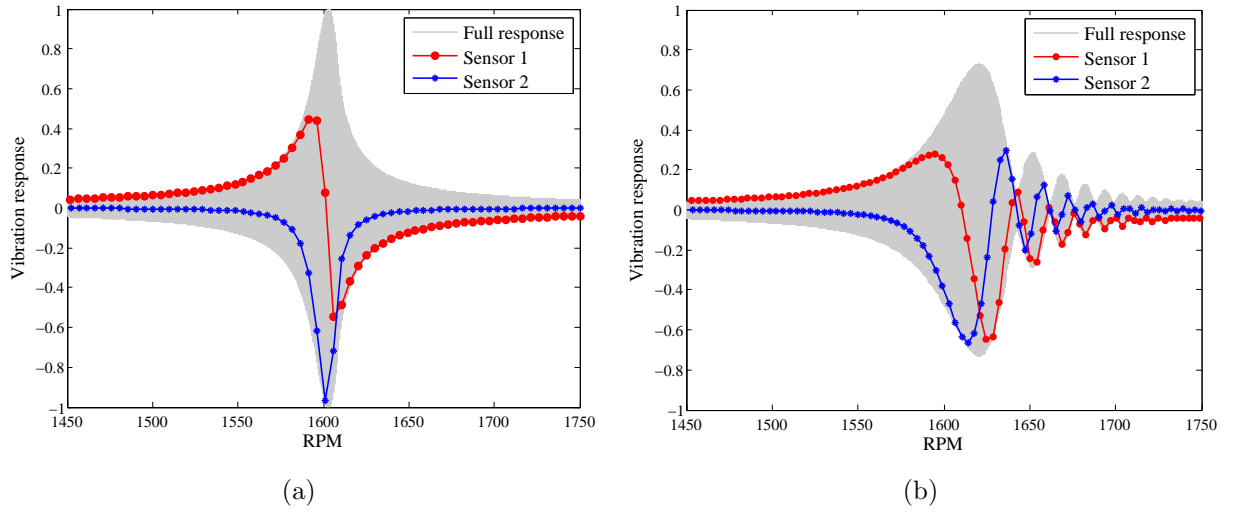 Full response
Sensor 1
Sensor 2
1
0.8
0.6
0.4
0.2
0
−0.2
−0.4
−0.6
−0.8
−1
Vibration response
1450 1500 1550 1600 1650 1700 1750
RPM
(a)
Full response
Sensor 1
Sensor 2
1
0.8
0.6
0.4
0.2
0
−0.2
−0.4
−0.6
−0.8
−1
Vibration response
1450 1500 1550 1600 1650 1700 1750
RPM
(b)